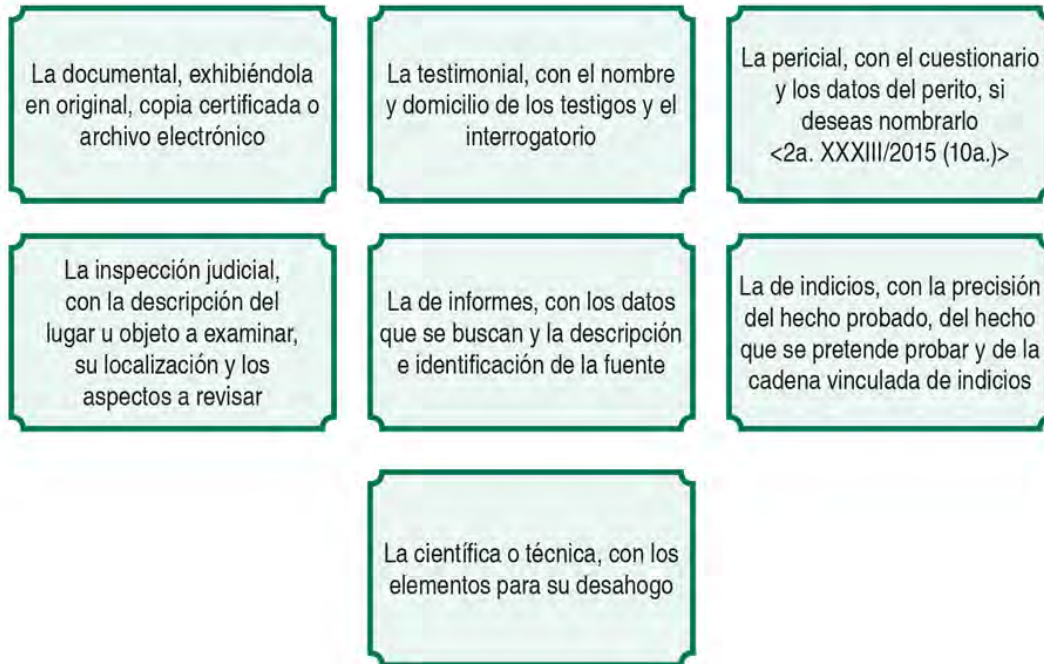 La documental, exhibiéndola
en original, copia certificada o
archivo electrónico
La testimonial, con el nombre
y domicilio de los testigos y el
interrogatorio
La pericial, con el cuestionario
y los datos del perito, si
deseas nombrarlo
<2a. XXXIII/2015 (10a.)>
La inspección judicial,
con la descripción del
lugar u objeto a examinar,
su localización y los
aspectos a revisar
La de informes, con los datos
que se buscan y la descripción
e identificación de la fuente
La de indicios, con la precisión
del hecho probado, del hecho
que se pretende probar y de la
cadena vinculada de indicios
La científica o técnica, con los
elementos para su desahogo